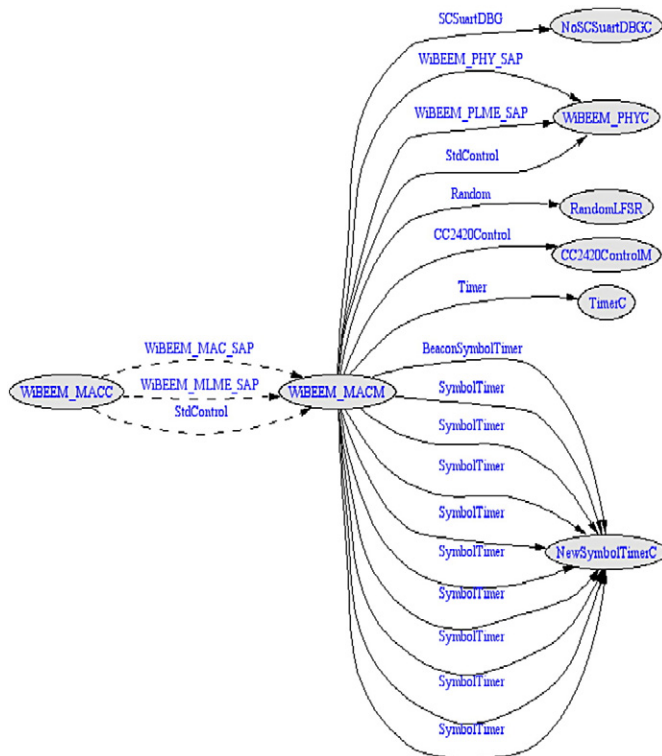 SCSuartDBG
NoSCSuartDBGC
WiBEEM_PHY_SAP
WiBEEM_PLME_SAP
WiBEEM_PHYC
StdControl
Random
RandomLFSR
CC2420Control
CC2420ControlM
Timer
TimerC
BeaconSymbolTimer
WiBEEM_MAC_SAP
WiBEEM_MACC
WiBEEM_MLME_SAP
WiBEEM_MACM
SymbolTimer
StdControl
SymbolTimer
SymbolTimer
SymbolTimer
SymbolTimer
NewSymbolTimerC
SymbolTimer
SymbolTimer
SymbolTimer
SymbolTimer